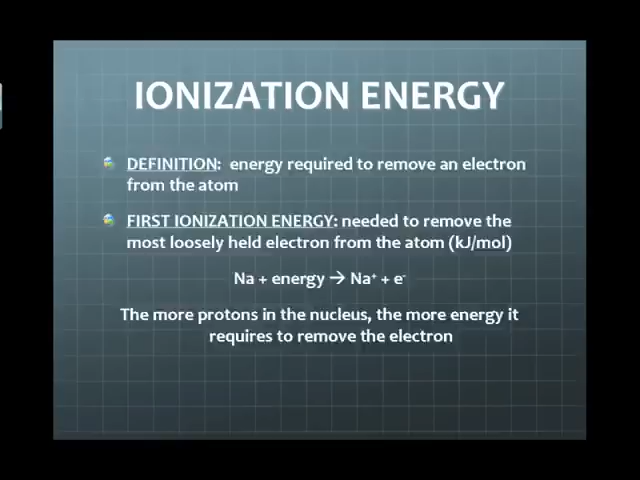 IONIZATION ENERGY
DEFINITION: energy required to remove an electron
from the atom
FIRST IONIZATION ENERGY: needed to remove the
most loosely held electron from the atom (kJ/mol)
Na + energy → Na⁺ + e⁻
The more protons in the nucleus, the more energy it
requires to remove the electron